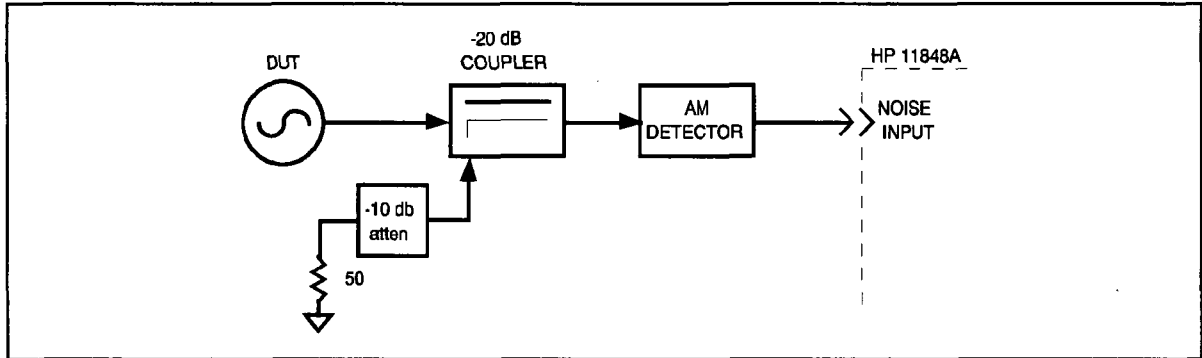 -20 dB
COUPLER
DUT
HP 11848A
AM
DETECTOR
NOISE
INPUT
-10 db
atten
50